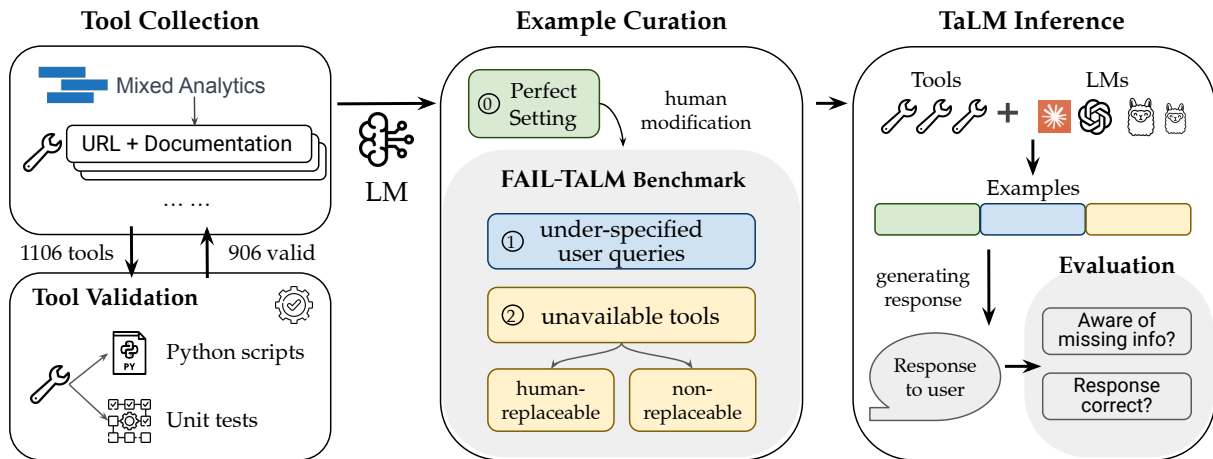 Tool Collection
Mixed Analytics
URL + Documentation
... ...
1106 tools
906 valid
Tool Validation
PY
Python scripts
Unit tests
LM
Example Curation
0 Perfect
Setting
human
modification
FAIL-TALM Benchmark
1 under-specified
user queries
2 unavailable tools
human-
replaceable
non-
replaceable
TaLM Inference
Tools
LMs
+
Examples
generating
response
Response
to user
Evaluation
Aware of
missing info?
Response
correct?